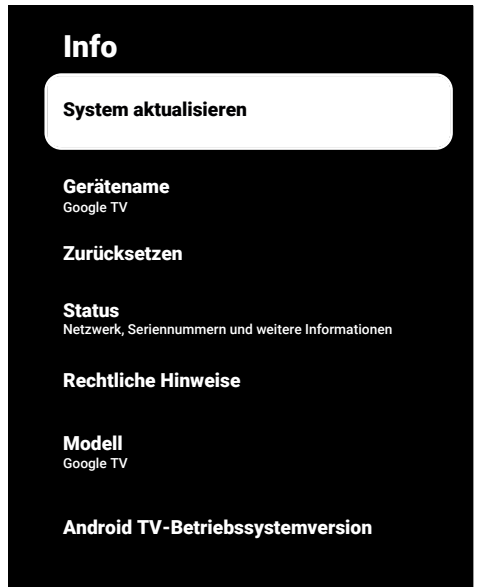 Info
System aktualisieren
Gerätename
Google TV
Zurücksetzen
Status
Netzwerk, Seriennummern und weitere Informationen
Rechtliche Hinweise
Modell
Google TV
Android TV-Betriebssystemversion